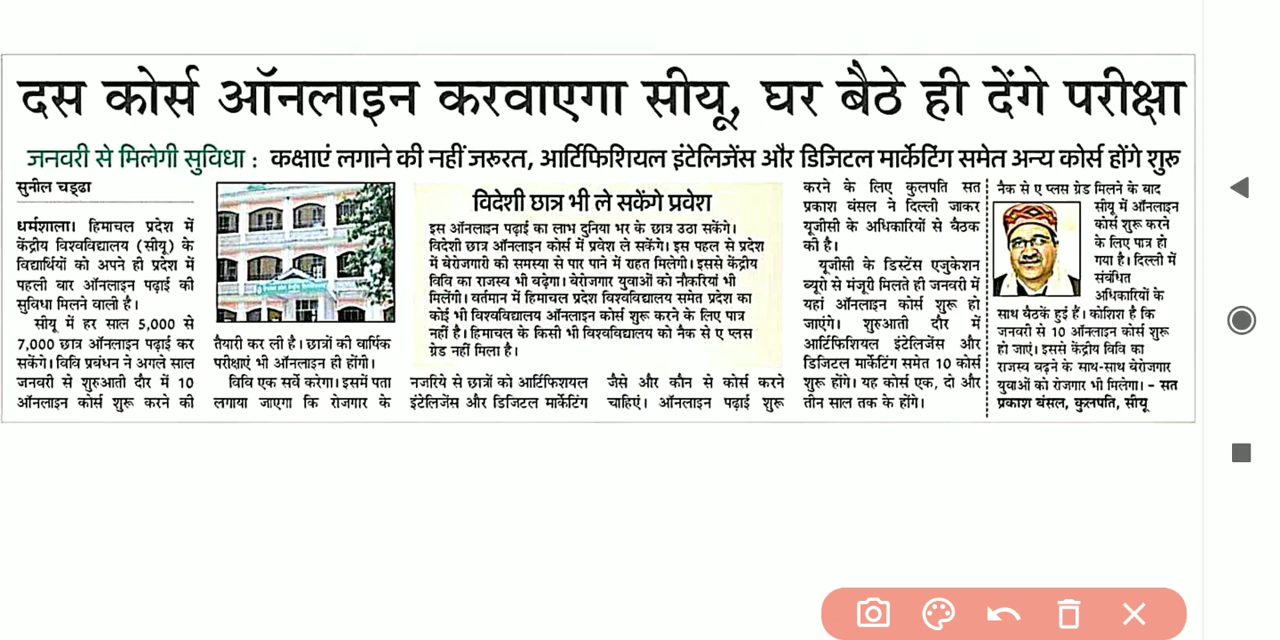 दस कोर्स ऑनलाइन करवाएगा सीयू, घर बैठे ही देंगे परीक्षा
जनवरी से मिलेगी सुविधा : कक्षाएं लगाने की नहीं जरूरत, आर्टिफिशियल इंटेलिजेंस और डिजिटल मार्केटिंग समेत अन्य कोर्स होंगे शुरू
सुनील चड्ढा
धर्मशाला। हिमाचल प्रदेश में
केंद्रीय विश्वविद्यालय (सीयू) के
विद्यार्थियों को अपने ही प्रदेश में
पहली बार ऑनलाइन पढ़ाई की
सुविधा मिलने वाली है।
सीयू में हर साल 5,000 से
7,000 छात्र ऑनलाइन पढ़ाई कर
सकेंगे। विवि प्रबंधन ने अगले साल
जनवरी से शुरुआती दौर में 10
ऑनलाइन कोर्स शुरू करने की
तैयारी कर ली है। छात्रों की वार्षिक
परीक्षाएं भी ऑनलाइन ही होंगी।
विवि एक सर्वे करेगा। इसमें पता
लगाया जाएगा कि रोजगार के
विदेशी छात्र भी ले सकेंगे प्रवेश
इस ऑनलाइन पढ़ाई का लाभ दुनिया भर के छात्र उठा सकेंगे।
विदेशी छात्र ऑनलाइन कोर्स में प्रवेश ले सकेंगे। इस पहल से प्रदेश
में बेरोजगारी की समस्या से पार पाने में राहत मिलेगी। इससे केंद्रीय
विवि का राजस्व भी बढ़ेगा। बेरोजगार युवाओं को नौकरियां भी
मिलेंगी। वर्तमान में हिमाचल प्रदेश विश्वविद्यालय समेत प्रदेश का
कोई भी विश्वविद्यालय ऑनलाइन कोर्स शुरू करने के लिए पात्र
नहीं है। हिमाचल के किसी भी विश्वविद्यालय को नैक से ए प्लस
ग्रेड नहीं मिला है।
नजरिये से छात्रों को आर्टिफिशयल
इंटेलिजेंस और डिजिटल मार्केटिंग
जैसे और कौन से कोर्स करने
चाहिएं। ऑनलाइन पढ़ाई शुरू
करने के लिए कुलपति सत
प्रकाश बंसल ने दिल्ली जाकर
यूजीसी के अधिकारियों से बैठक
की है।
यूजीसी के डिस्टेंस एजुकेशन
ब्यूरो से मंजूरी मिलते ही जनवरी में
यहां ऑनलाइन कोर्स शुरू हो
जाएंगे। शुरुआती दौर में
आर्टिफिशियल इंटेलिजेंस और
डिजिटल मार्केटिंग समेत 10 कोर्स
शुरू होंगे। यह कोर्स एक, दो और
तीन साल तक के होंगे।
नैक से ए प्लस ग्रेड मिलने के बाद
सीयू में ऑनलाइन
कोर्स शुरू करने
के लिए पात्र हो
गया है। दिल्ली में
संबंधित
अधिकारियों के
साथ बैठकें हुई हैं। कोशिश है कि
जनवरी से 10 ऑनलाइन कोर्स शुरू
हो जाएं। इससे केंद्रीय विवि का
राजस्व बढ़ने के साथ-साथ बेरोजगार
युवाओं को रोजगार भी मिलेगा। - सत
प्रकाश बंसल, कुलपति, सीयू